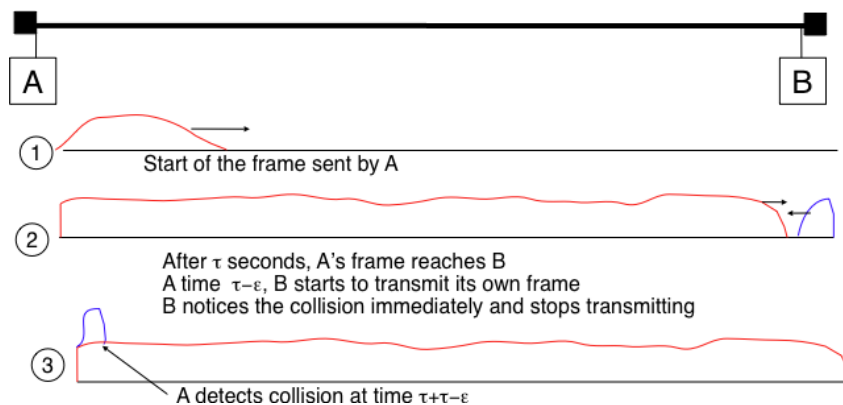 A
B
1
Start of the frame sent by A
2
After τ seconds, A's frame reaches B
A time τ−ε, B starts to transmit its own frame
B notices the collision immediately and stops transmitting
3
A detects collision at time τ+τ−ε